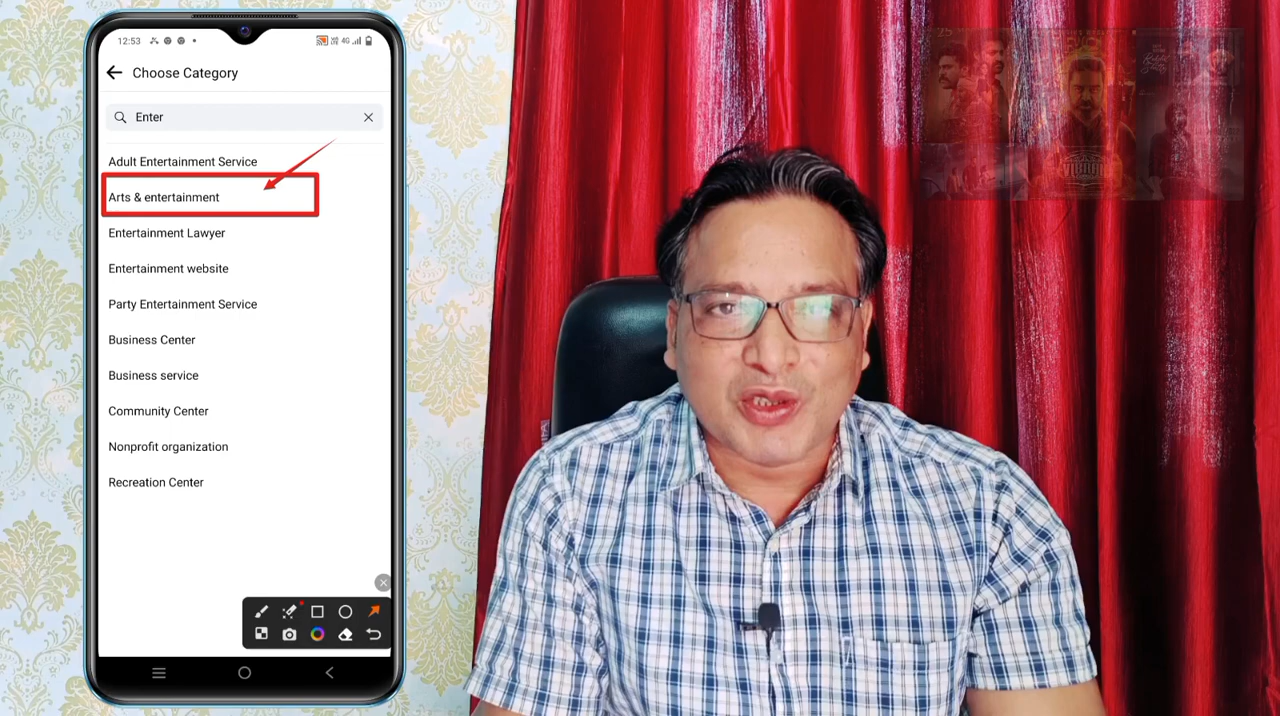 12:53
4G
Choose Category
Enter
Adult Entertainment Service
Arts & entertainment
Entertainment Lawyer
Entertainment website
Party Entertainment Service
Business Center
Business service
Community Center
Nonprofit organization
Recreation Center